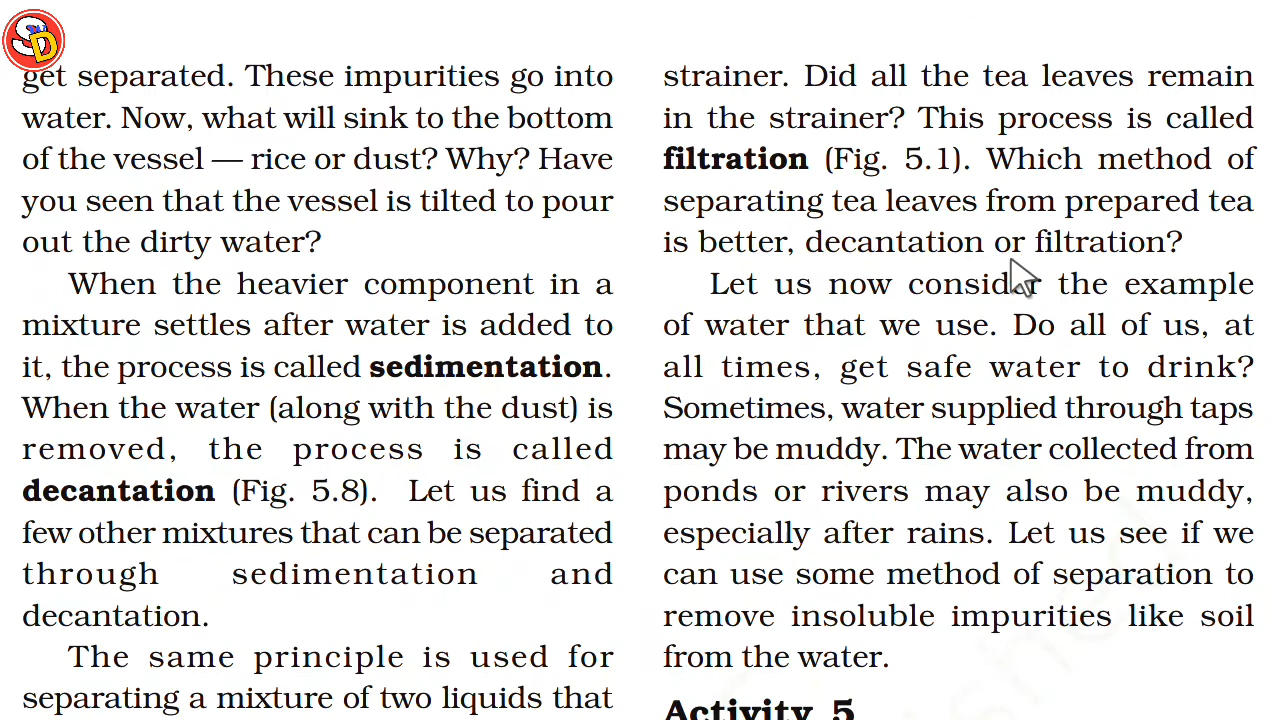 SD
get separated. These impurities go into
water. Now, what will sink to the bottom
of the vessel — rice or dust? Why? Have
you seen that the vessel is tilted to pour
out the dirty water?
When the heavier component in a
mixture settles after water is added to
it, the process is called sedimentation.
When the water (along with the dust) is
removed, the process is called
decantation (Fig. 5.8). Let us find a
few other mixtures that can be separated
through sedimentation and
decantation.
The same principle is used for
separating a mixture of two liquids that
strainer. Did all the tea leaves remain
in the strainer? This process is called
filtration (Fig. 5.1). Which method of
separating tea leaves from prepared tea
is better, decantation or filtration?
Let us now consider the example
of water that we use. Do all of us, at
all times, get safe water to drink?
Sometimes, water supplied through taps
may be muddy. The water collected from
ponds or rivers may also be muddy,
especially after rains. Let us see if we
can use some method of separation to
remove insoluble impurities like soil
from the water.
Activity 5